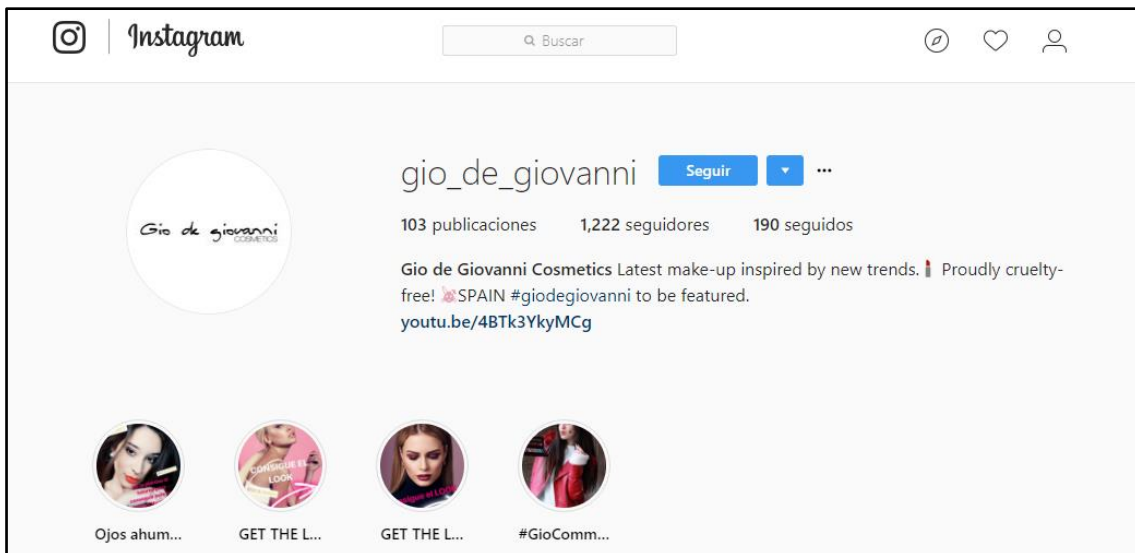 Instagram
Buscar
gio_de_giovanni Seguir
103 publicaciones 1,222 seguidores 190 seguidos
Gio de giovanni
COSMETICS
Gio de Giovanni Cosmetics Latest make-up inspired by new trends. Proudly cruelty-
free! SPAIN #giodegiovanni to be featured.
youtu.be/4BTk3YkyMCg
CONSIGUE EL
LOOK
Ojos ahum... GET THE L... GET THE L... #GioComm...